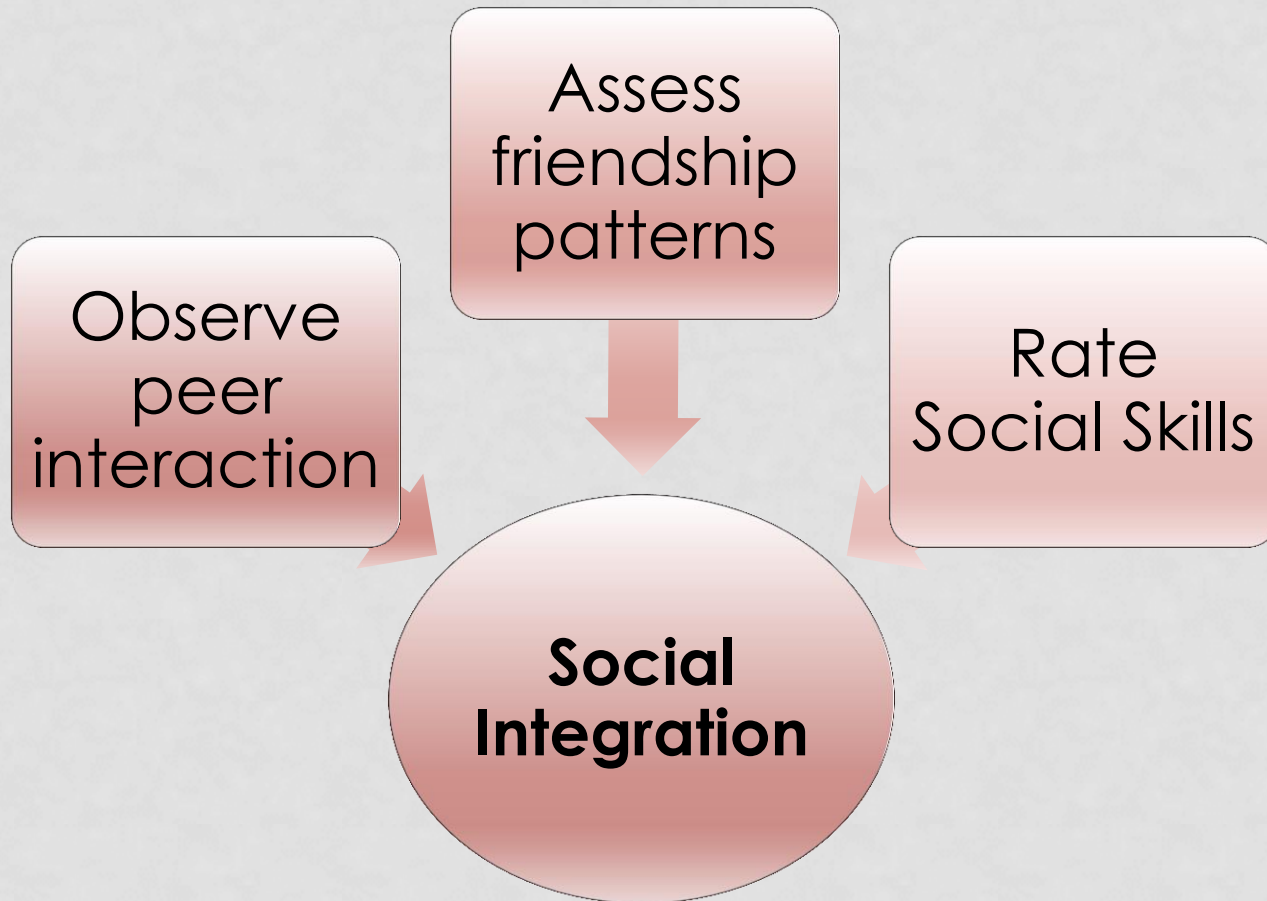 Assess
friendship
patterns
Observe
peer
interaction
Rate
Social Skills
Social
Integration